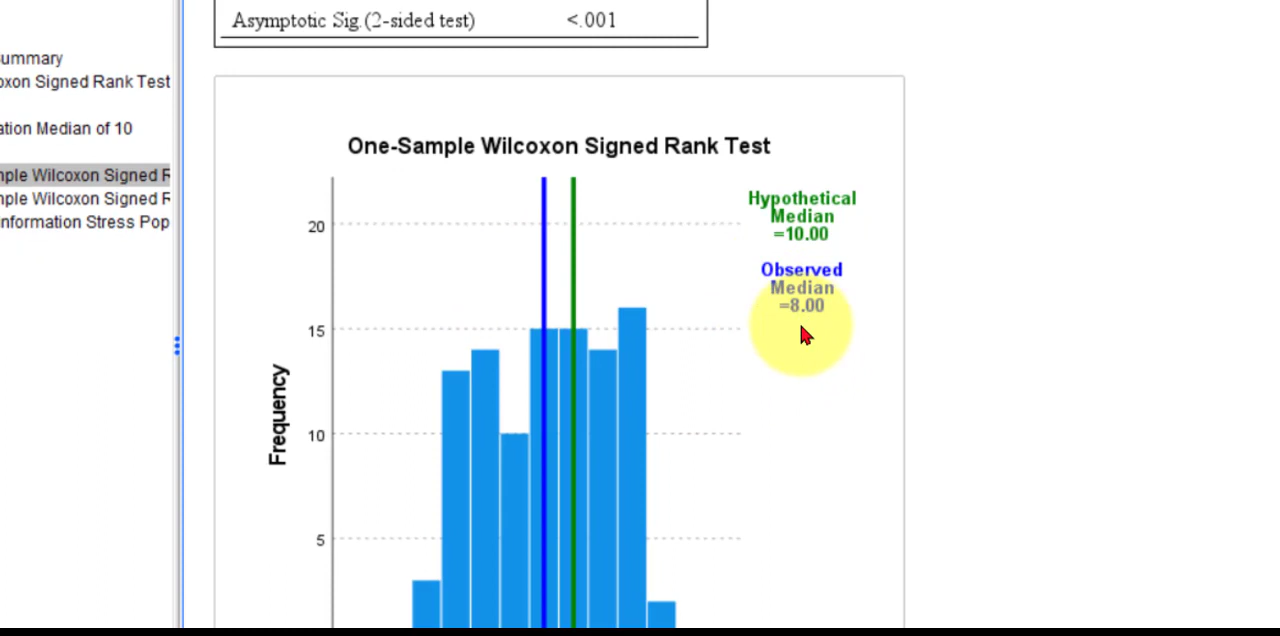 Asymptotic Sig.(2-sided test) <.001
ummary
oxon Signed Rank Test
ation Median of 10
nple Wilcoxon Signed R
nple Wilcoxon Signed R
nformation Stress Pop
One-Sample Wilcoxon Signed Rank Test
Hypothetical
Median
=10.00
Observed
Median
=8.00
20
15
10
5
Frequency